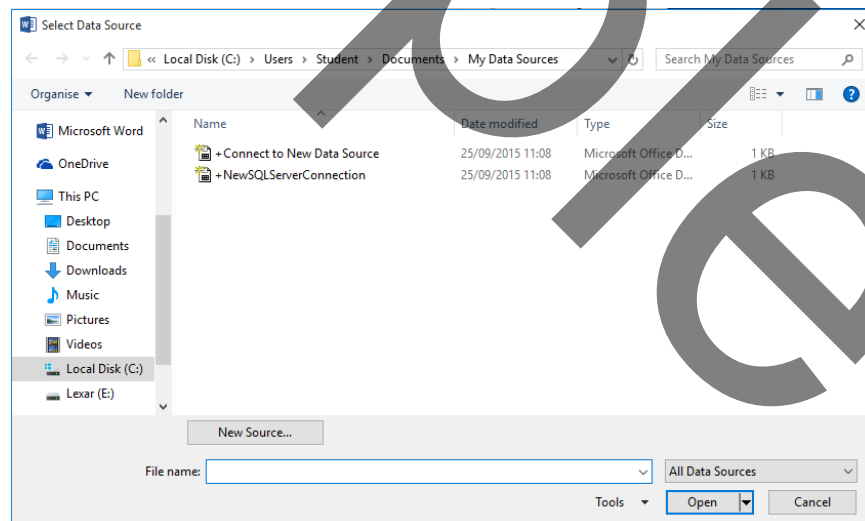 Select Data Source
« Local Disk (C:) › Users › Student › Documents › My Data Sources
Search My Data Sources
Organise
New folder
Name Date modified Type Size
Microsoft Word
OneDrive
This PC
Desktop
Documents
Downloads
Music
Pictures
Videos
Local Disk (C:)
Lexar (E:)
+Connect to New Data Source 25/09/2015 11:08 Microsoft Office D... 1 KB
+NewSQLServerConnection 25/09/2015 11:08 Microsoft Office D... 1 KB
New Source...
File name:
All Data Sources
Tools
Open
Cancel